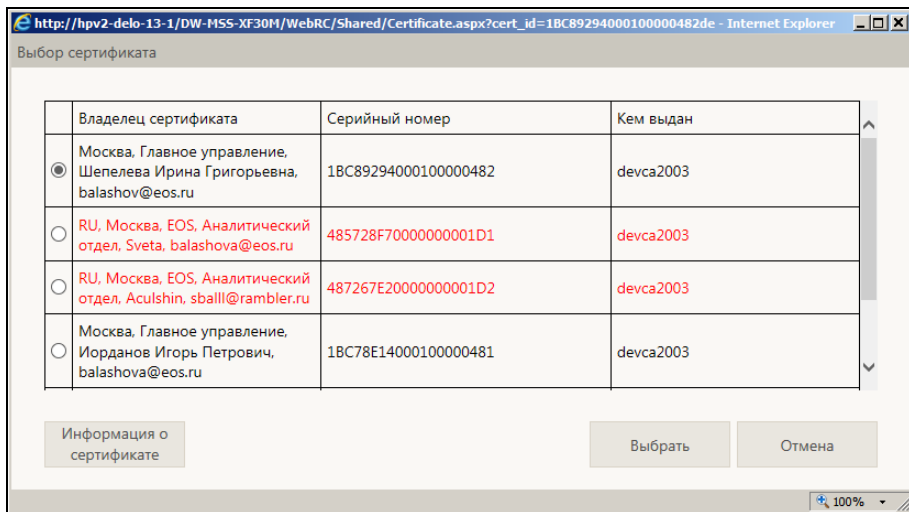 http://hpv2-delo-13-1/DW-MSS-XF30M/WebRC/Shared/Certificate.aspx?cert_id=1BC89294000100000482de - Internet Explorer
Выбор сертификата
Владелец сертификата Серийный номер Кем выдан
Москва, Главное управление,
Шепелева Ирина Григорьевна, 1BC89294000100000482 devca2003
balashov@eos.ru
RU, Москва, EOS, Аналитический
отдел, Sveta, balashova@eos.ru 485728F70000000001D1 devca2003
RU, Москва, EOS, Аналитический
отдел, Aculshin, sballl@rambler.ru 487267E20000000001D2 devca2003
Москва, Главное управление,
Иорданов Игорь Петрович, 1BC78E14000100000481 devca2003
balashova@eos.ru
Информация о
сертификате
Выбрать Отмена
100%